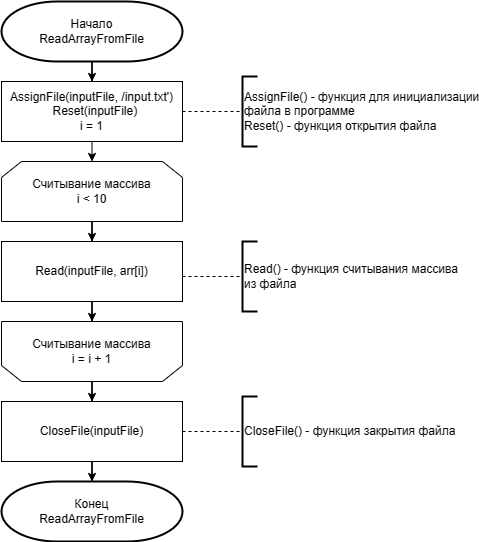 Начало
ReadArrayFromFile
AssignFile(inputFile, /input.txt')
Reset(inputFile)
i = 1
AssignFile() - функция для инициализации
файла в программе
Reset() - функция открытия файла
Считывание массива
i < 10
Read(inputFile, arr[i])
Read() - функция считывания массива
из файла
Считывание массива
i = i + 1
CloseFile(inputFile)
CloseFile() - функция закрытия файла
Конец
ReadArrayFromFile